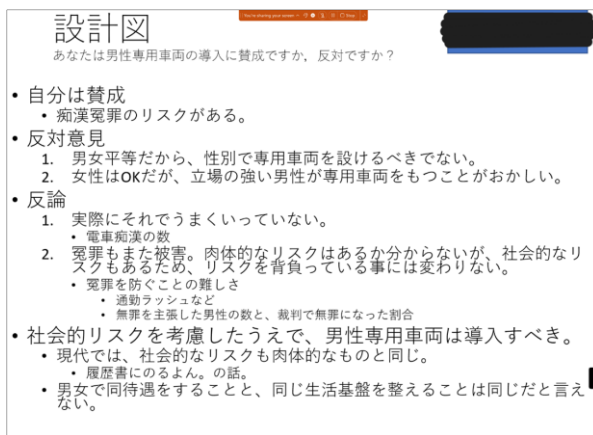 設計図
You're sharing your screen
Stop
あなたは男性専用車両の導入に賛成ですか，反対ですか？
• 自分は賛成
• 痴漢冤罪のリスクがある。
• 反対意見
1. 男女平等だから、性別で専用車両を設けるべきでない。
2. 女性はOKだが、立場の強い男性が専用車両をもつことがおかしい。
• 反論
1. 実際にそれでうまくいっていない。
• 電車痴漢の数
2. 冤罪もまた被害。肉体的なリスクはあるか分からないが、社会的なリ
スクもあるため、リスクを背負っている事には変わりない。
• 冤罪を防ぐことの難しさ
• 通勤ラッシュなど
• 無罪を主張した男性の数と、裁判で無罪になった割合
• 社会的リスクを考慮したうえで、男性専用車両は導入すべき。
• 現代では、社会的なリスクも肉体的なものと同じ。
• 履歴書にのるよん。の話。
• 男女で同待遇をすることと、同じ生活基盤を整えることは同じだと言え
ない。